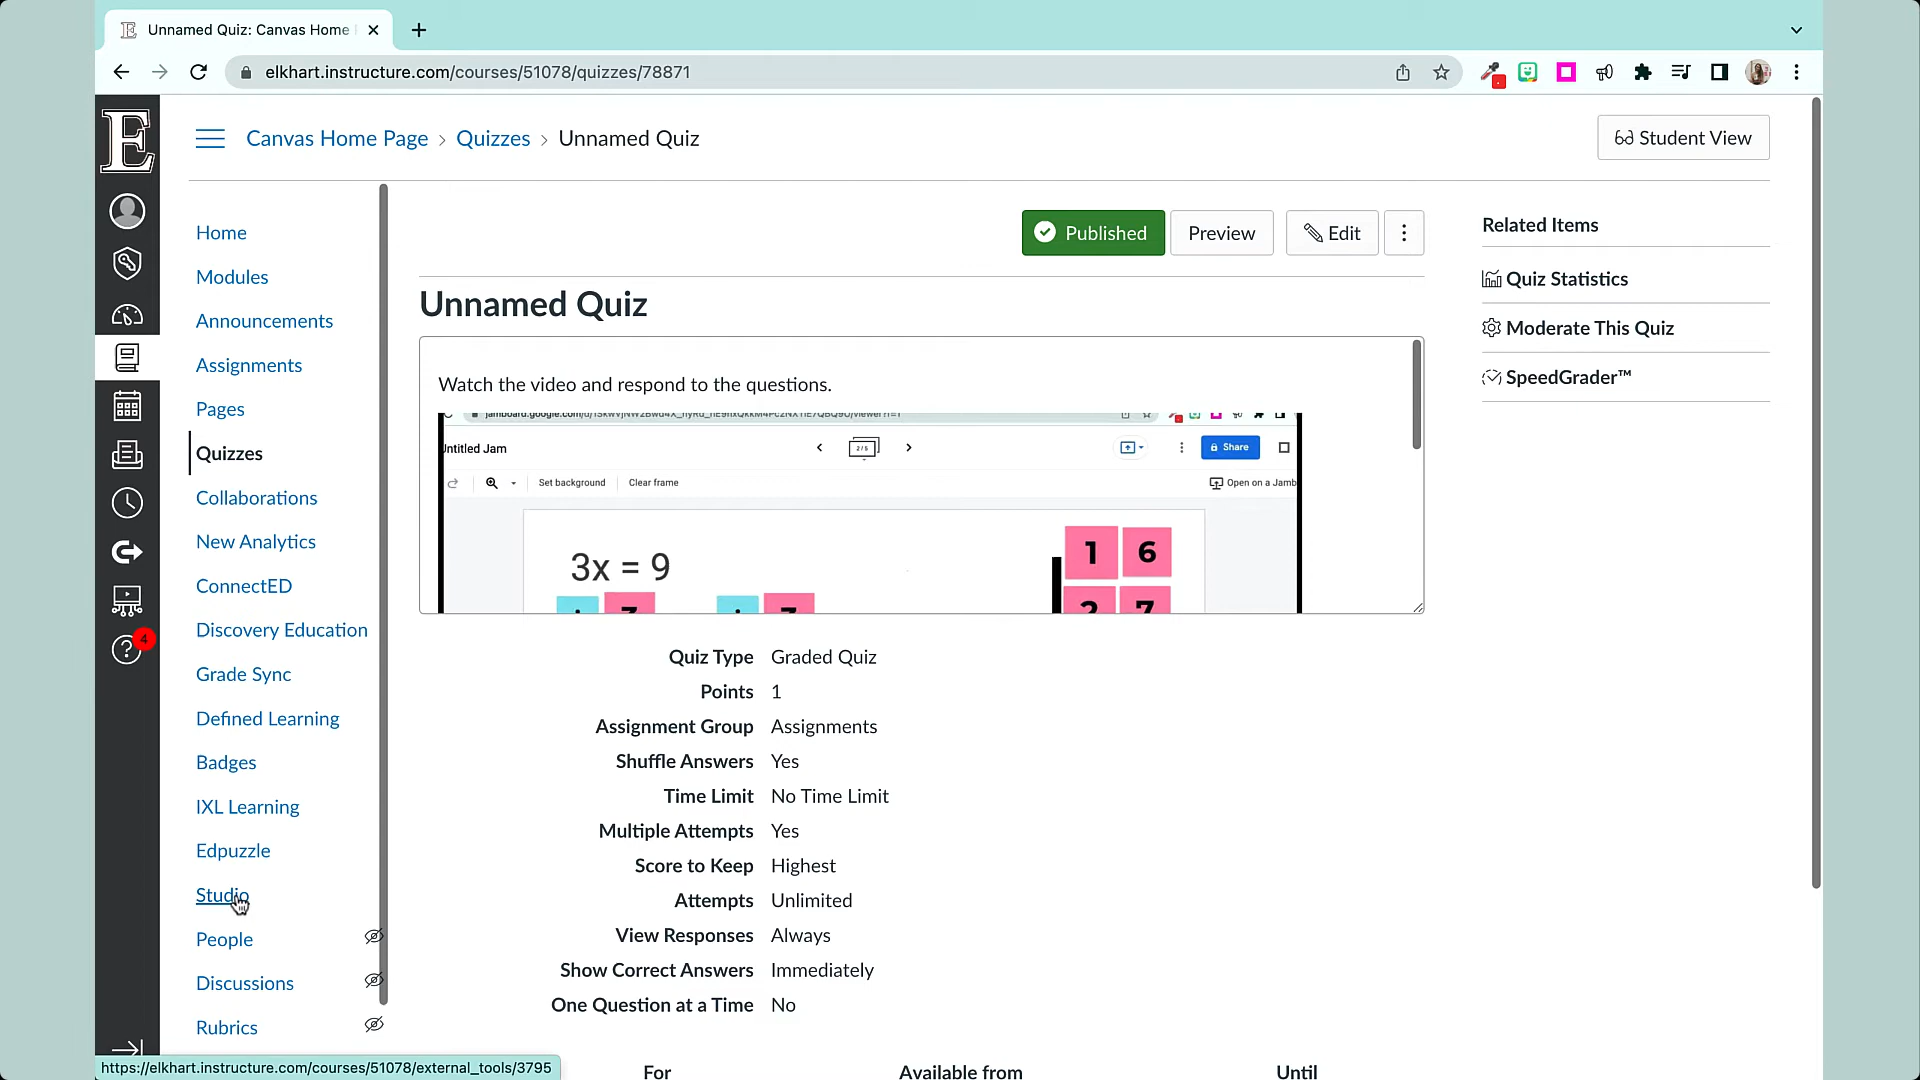 Unnamed Quiz: Canvas Home
elkhart.instructure.com/courses/51078/quizzes/78871
E
Canvas Home Page > Quizzes > Unnamed Quiz
Student View
Home
Modules
Announcements
Assignments
Pages
Quizzes
Collaborations
New Analytics
ConnectED
Discovery Education
Grade Sync
Defined Learning
Badges
IXL Learning
Edpuzzle
Studio
People
Discussions
Rubrics
4
Published
Preview
Edit
Unnamed Quiz
Watch the video and respond to the questions.
Untitled Jam
2/5
Share
Set background
Clear frame
Open on a Jamb
3x = 9
1 6
2 7
Quiz Type Graded Quiz
Points 1
Assignment Group Assignments
Shuffle Answers Yes
Time Limit No Time Limit
Multiple Attempts Yes
Score to Keep Highest
Attempts Unlimited
View Responses Always
Show Correct Answers Immediately
One Question at a Time No
For Available from Until
Related Items
Quiz Statistics
Moderate This Quiz
SpeedGrader™
https://elkhart.instructure.com/courses/51078/external_tools/3795